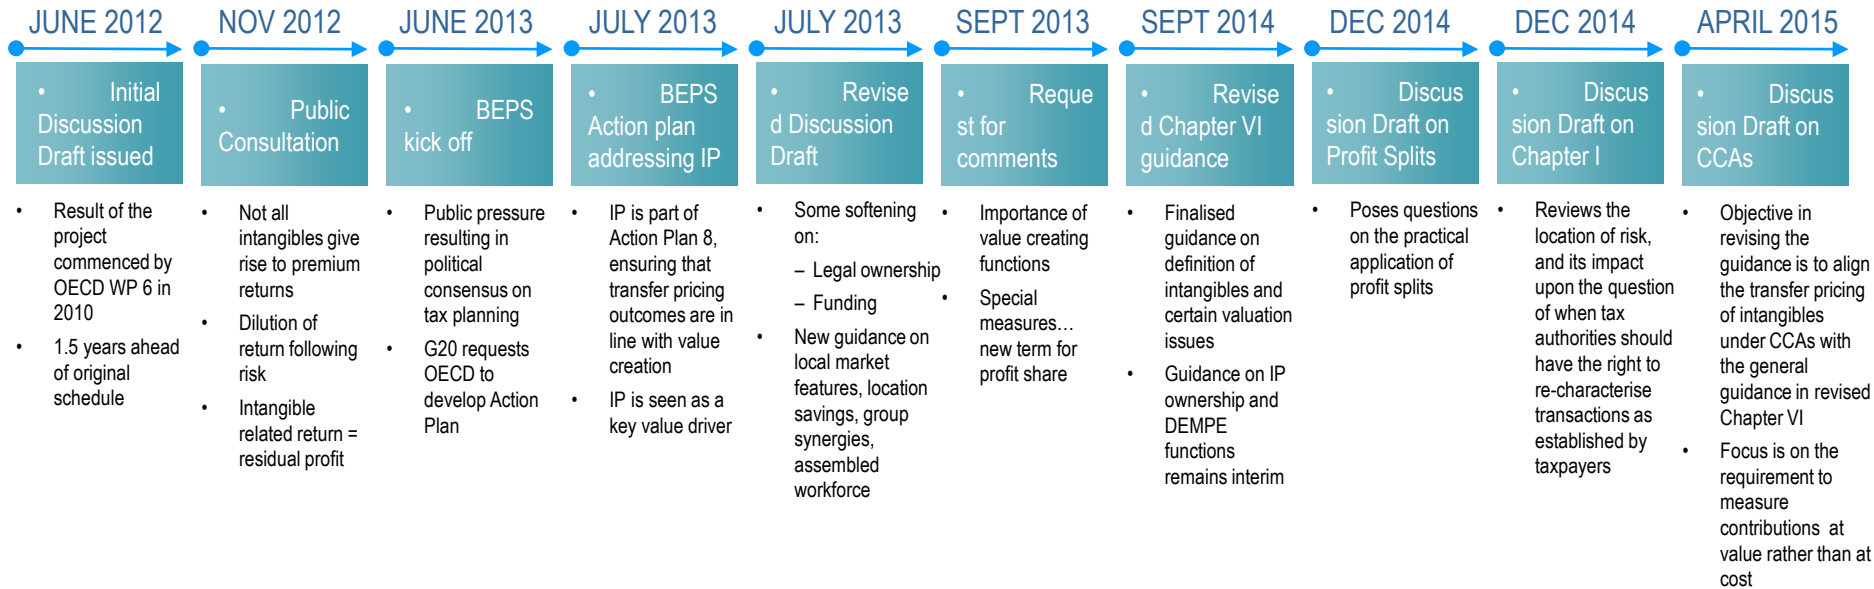 JUNE 2012
• Initial
Discussion
Draft issued
• Result of the
project
commenced by
OECD WP 6 in
2010
• 1.5 years ahead
of original
schedule
NOV 2012
• Public
Consultation
• Not all
intangibles give
rise to premium
returns
• Dilution of
return following
risk
• Intangible
related return =
residual profit
JUNE 2013
• BEPS
kick off
• Public pressure
resulting in
political
consensus on
tax planning
• G20 requests
OECD to
develop Action
Plan
JULY 2013
• BEPS
Action plan
addressing IP
• IP is part of
Action Plan 8,
ensuring that
transfer pricing
outcomes are in
line with value
creation
• IP is seen as a
key value driver
JULY 2013
• Revise
d Discussion
Draft
• Some softening
on:
– Legal ownership
– Funding
• New guidance on
local market
features, location
savings, group
synergies,
assembled
workforce
SEPT 2013
• Reque
st for
comments
• Importance of
value creating
functions
• Special
measures…
new term for
profit share
SEPT 2014
• Revise
d Chapter VI
guidance
• Finalised
guidance on
definition of
intangibles and
certain valuation
issues
• Guidance on IP
ownership and
DEMPE
functions
remains interim
DEC 2014
• Discus
sion Draft on
Profit Splits
• Poses questions
on the practical
application of
profit splits
DEC 2014
• Discus
sion Draft on
Chapter I
• Reviews the
location of risk,
and its impact
upon the question
of when tax
authorities should
have the right to
re-characterise
transactions as
established by
taxpayers
APRIL 2015
• Discus
sion Draft on
CCAs
• Objective in
revising the
guidance is to align
the transfer pricing
of intangibles
under CCAs with
the general
guidance in revised
Chapter VI
• Focus is on the
requirement to
measure
contributions at
value rather than at
cost